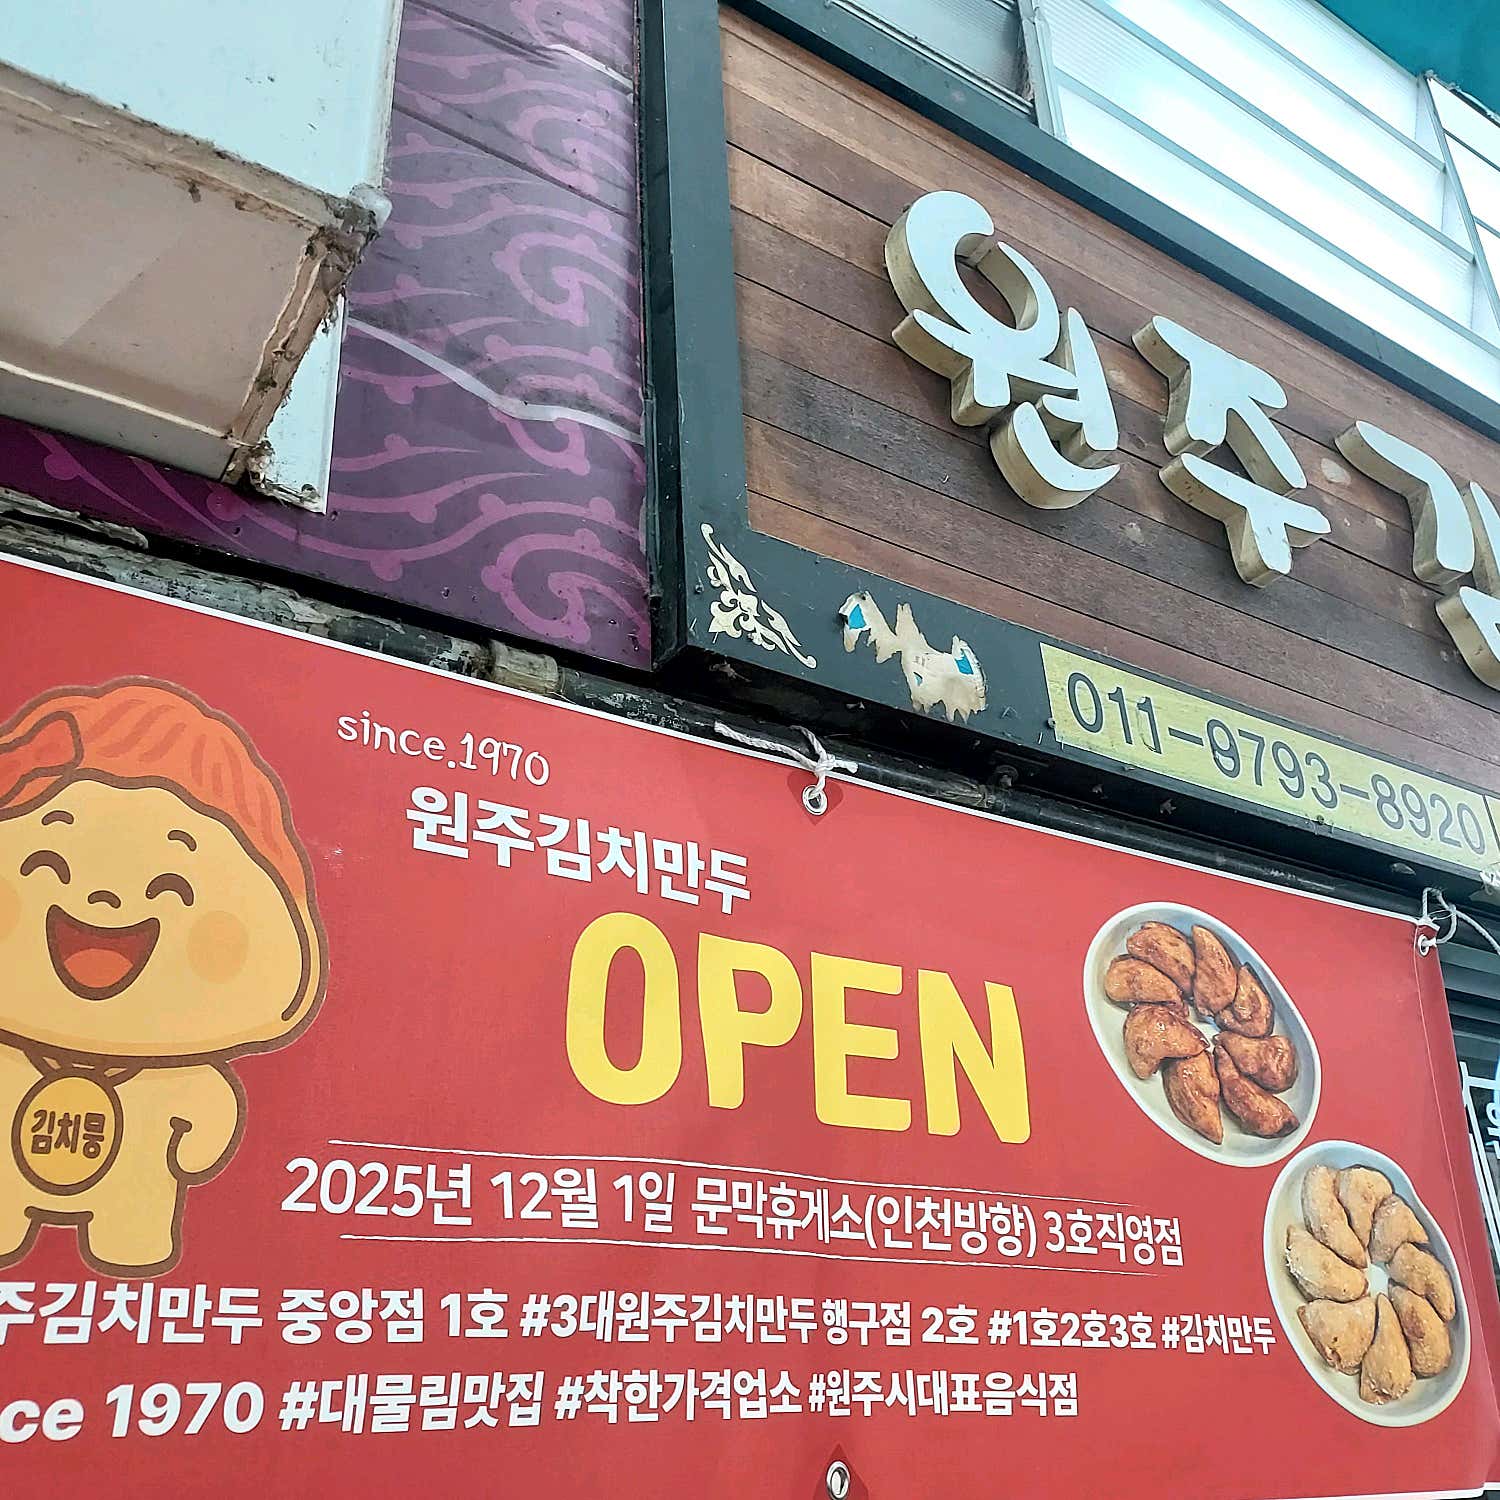 원주김
011-9793-8920
since.1970
원주김치만두
OPEN
김치뭉
2025년 12월 1일 문막휴게소(인천방향) 3호직영점
주김치만두 중앙점 1호 #3대원주김치만두 행구점 2호 #1호2호3호 #김치만두
ce 1970 #대물림맛집 #착한가격업소 #원주시대표음식점